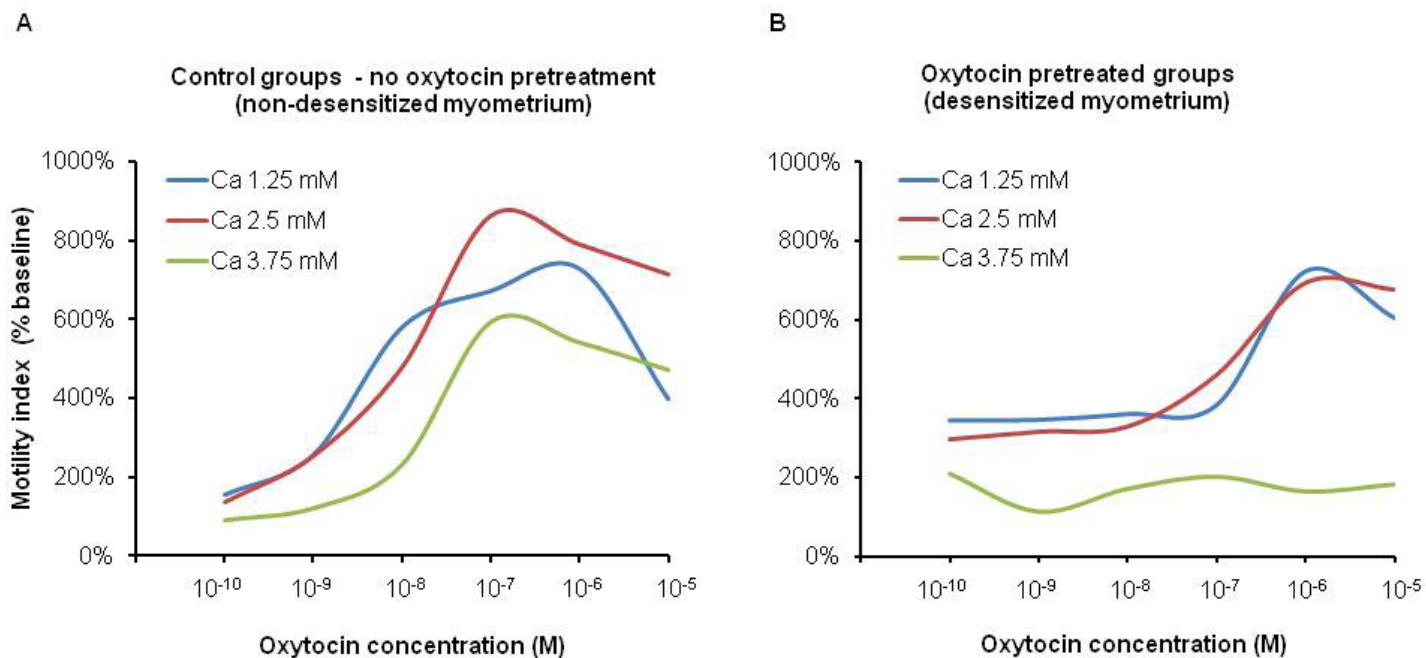 A
Control groups - no oxytocin pretreatment
(non-desensitized myometrium)
Motility index (% baseline)
1000%
800%
600%
400%
200%
0%
Ca 1.25 mM
Ca 2.5 mM
Ca 3.75 mM
10-10
10-9
10-8
10-7
10-6
10-5
Oxytocin concentration (M)
B
Oxytocin pretreated groups
(desensitized myometrium)
1000%
800%
600%
400%
200%
0%
Ca 1.25 mM
Ca 2.5 mM
Ca 3.75 mM
10-10
10-9
10-8
10-7
10-6
10-5
Oxytocin concentration (M)